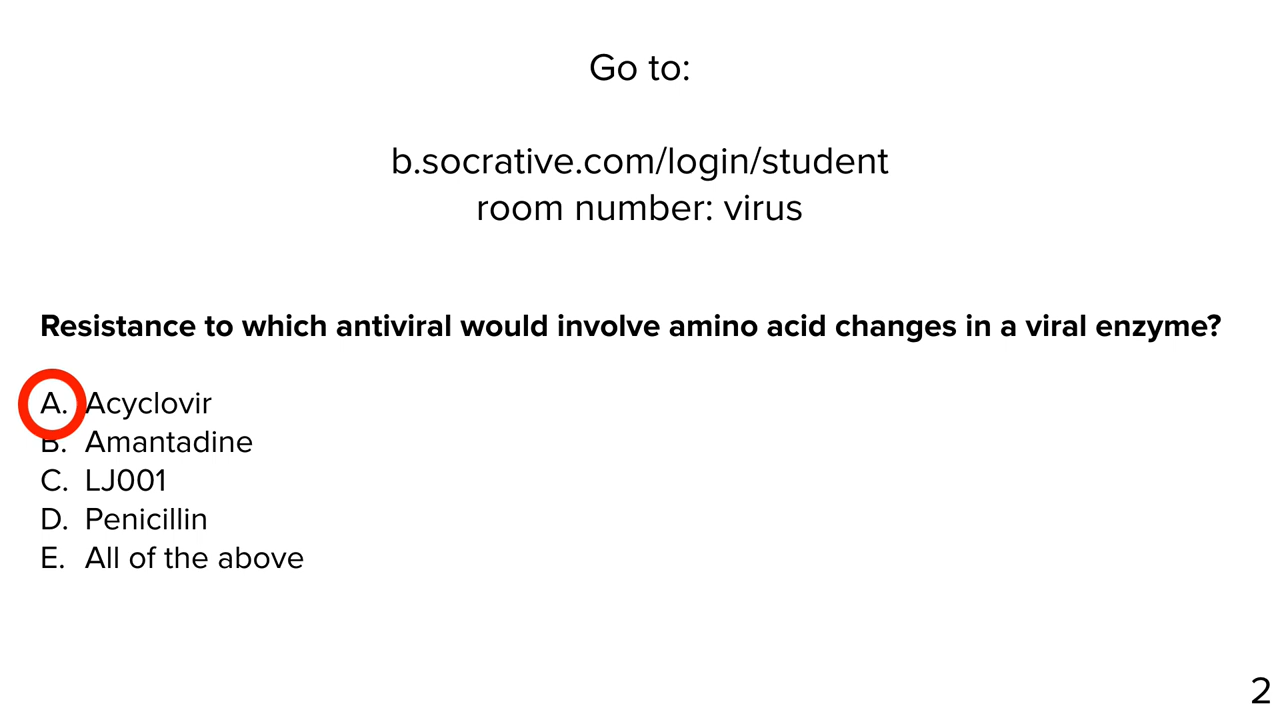 Go to:
b.socrative.com/login/student
room number: virus
Resistance to which antiviral would involve amino acid changes in a viral enzyme?
A. Acyclovir
B. Amantadine
C. LJ001
D. Penicillin
E. All of the above
2